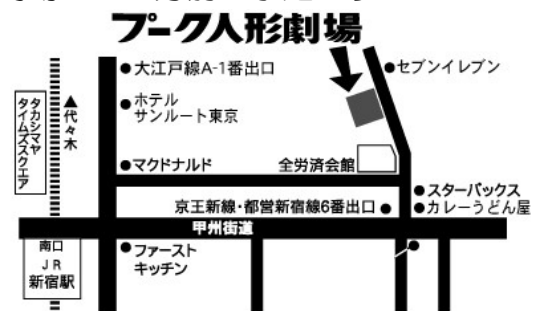 プーク人形劇場
大江戸線A-1番出口
セブンイレブン
ホテル
サンルート東京
▲代々木
タカシマヤ
タイムズスクエア
マクドナルド
全労済会館
スターバックス
京王新線・都営新宿線6番出口
カレーうどん屋
甲州街道
南口
JR
新宿駅
ファースト
キッチン